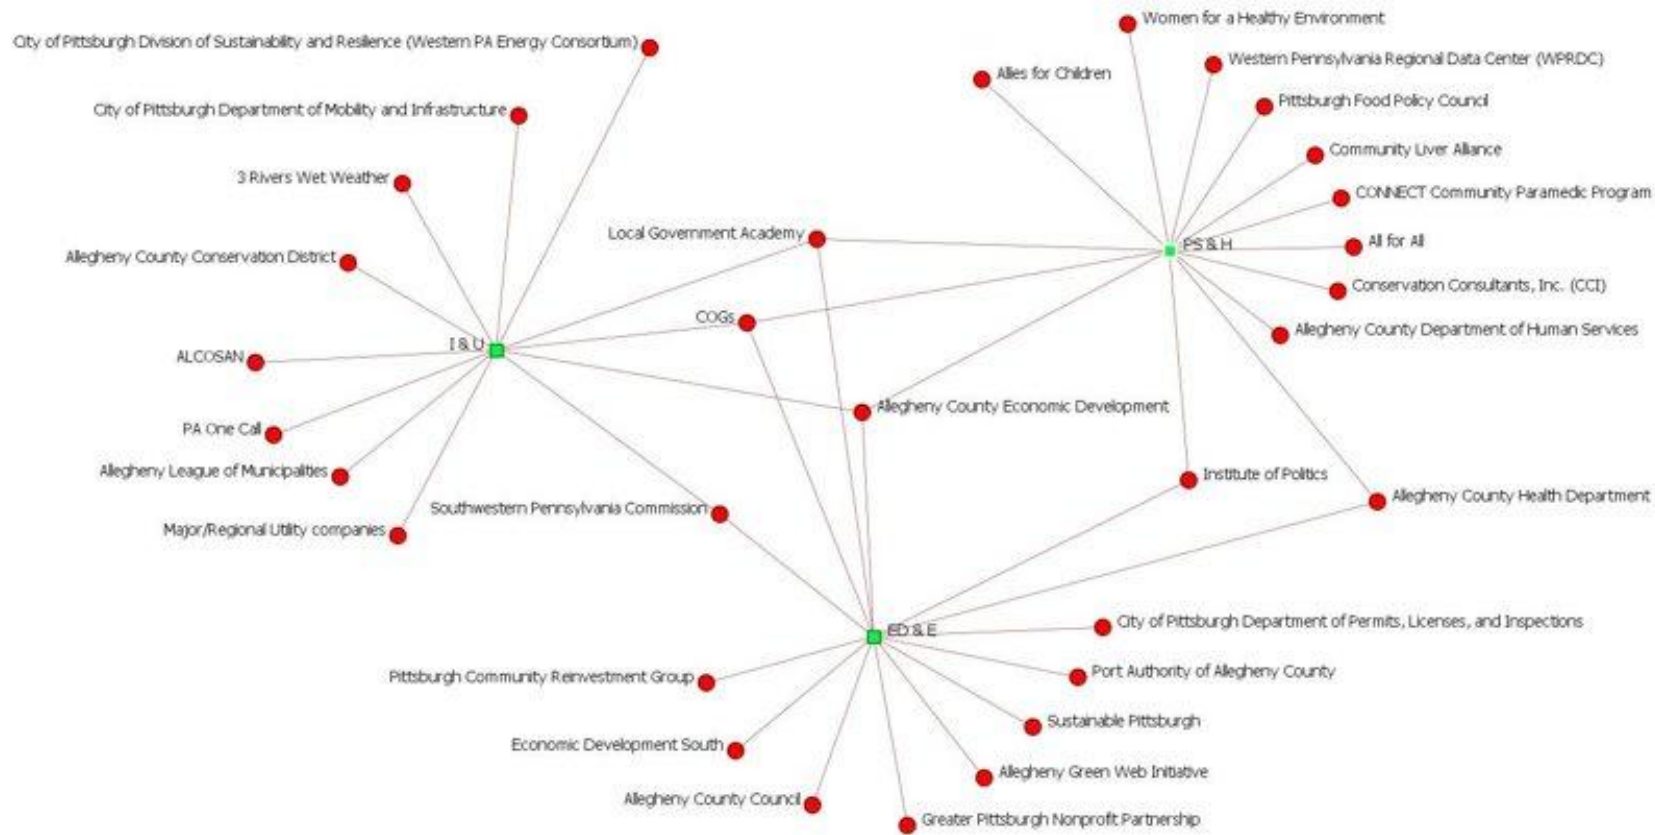 Women for a Healthy Environment
City of Pittsburgh Division of Sustainability and Resilience (Western PA Energy Consortium)
Western Pennsylvania Regional Data Center (WPRDC)
Allies for Children
Pittsburgh Food Policy Council
City of Pittsburgh Department of Mobility and Infrastructure
Community Liver Alliance
3 Rivers Wet Weather
CONNECT Community Paramedic Program
Local Government Academy
PS & H
All for All
Allegheny County Conservation District
Conservation Consultants, Inc. (CCI)
COGs
Allegheny County Department of Human Services
I & U
ALCOSAN
Allegheny County Economic Development
PA One Call
Allegheny League of Municipalities
Institute of Politics
Allegheny County Health Department
Southwestern Pennsylvania Commission
Major/Regional Utility companies
ED & E
City of Pittsburgh Department of Permits, Licenses, and Inspections
Pittsburgh Community Reinvestment Group
Port Authority of Allegheny County
Sustainable Pittsburgh
Economic Development South
Allegheny Green Web Initiative
Allegheny County Council
Greater Pittsburgh Nonprofit Partnership